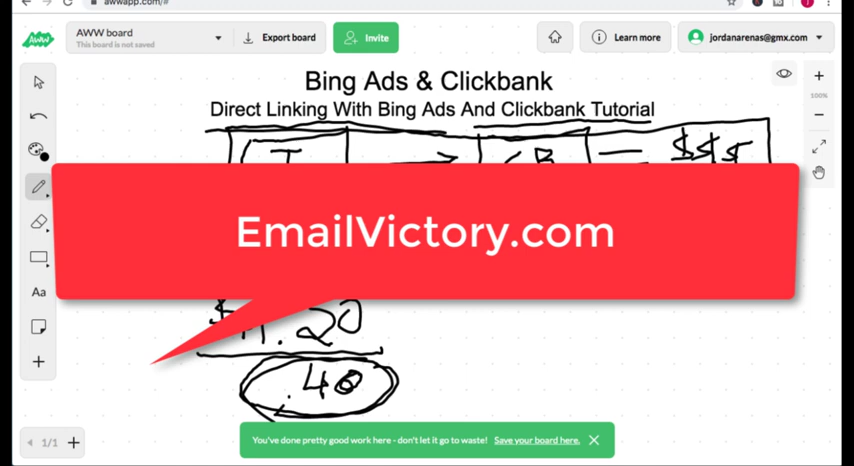 awwapp.com/#
AWW
AWW board
This board is not saved
Export board
Invite
Learn more
jordanarenas@gmx.com
Bing Ads & Clickbank
Direct Linking With Bing Ads And Clickbank Tutorial
100%
CB = $$$
EmailVictory.com
Aa
.20
.40
1/1
You've done pretty good work here - don't let it go to waste! Save your board here.